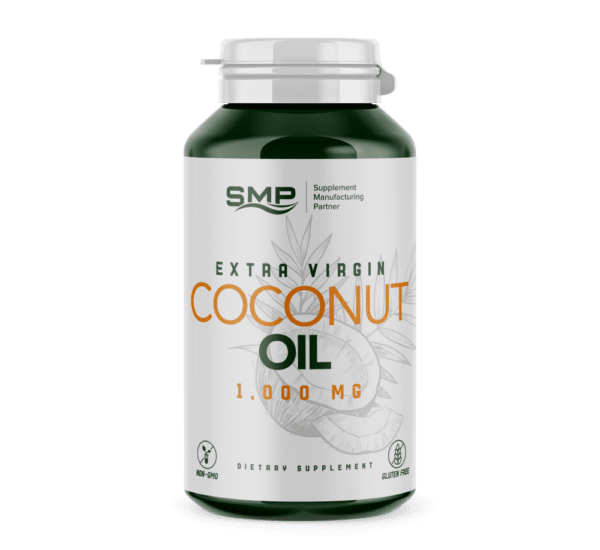 SMP
Supplement
Manufacturing
Partner
EXTRA VIRGIN
COCONUT
OIL
1,000 MG
NON-GMO
DIETARY SUPPLEMENT
GLUTEN FREE